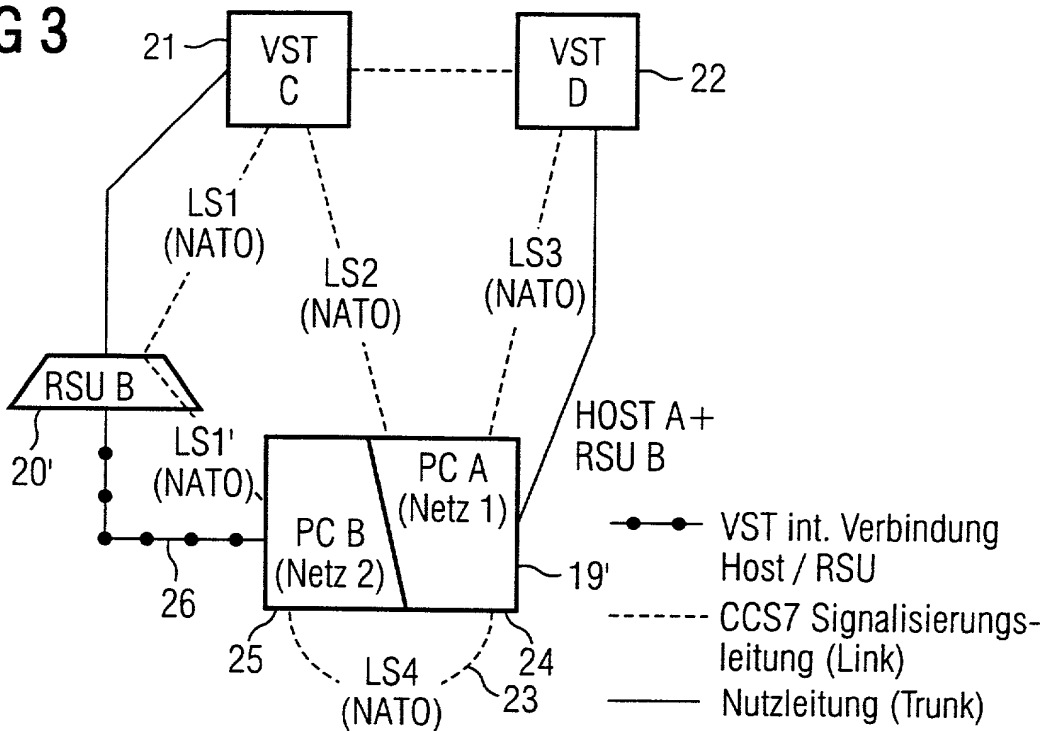 G 3
21
VST
C
VST
D
22
LS1
(NATO)
LS2
(NATO)
LS3
(NATO)
RSU B
20'
LS1'
(NATO)
HOST A+
RSU B
PC A
(Netz 1)
PC B
(Netz 2)
26
19'
25
24
LS4
(NATO)
23
VST int. Verbindung
Host / RSU
CCS7 Signalisierungs-
leitung (Link)
Nutzleitung (Trunk)